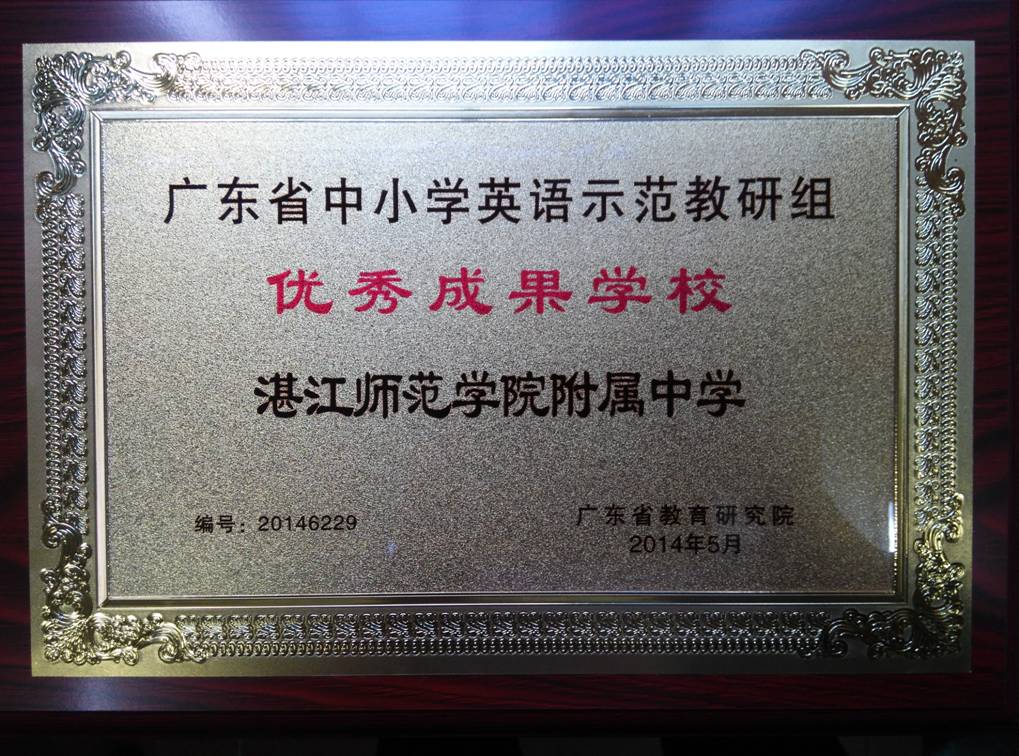 广东省中小学英语示范教研组
优秀成果学校
湛江师范学院附属中学
编号：20146229
广东省教育研究院
2014年5月